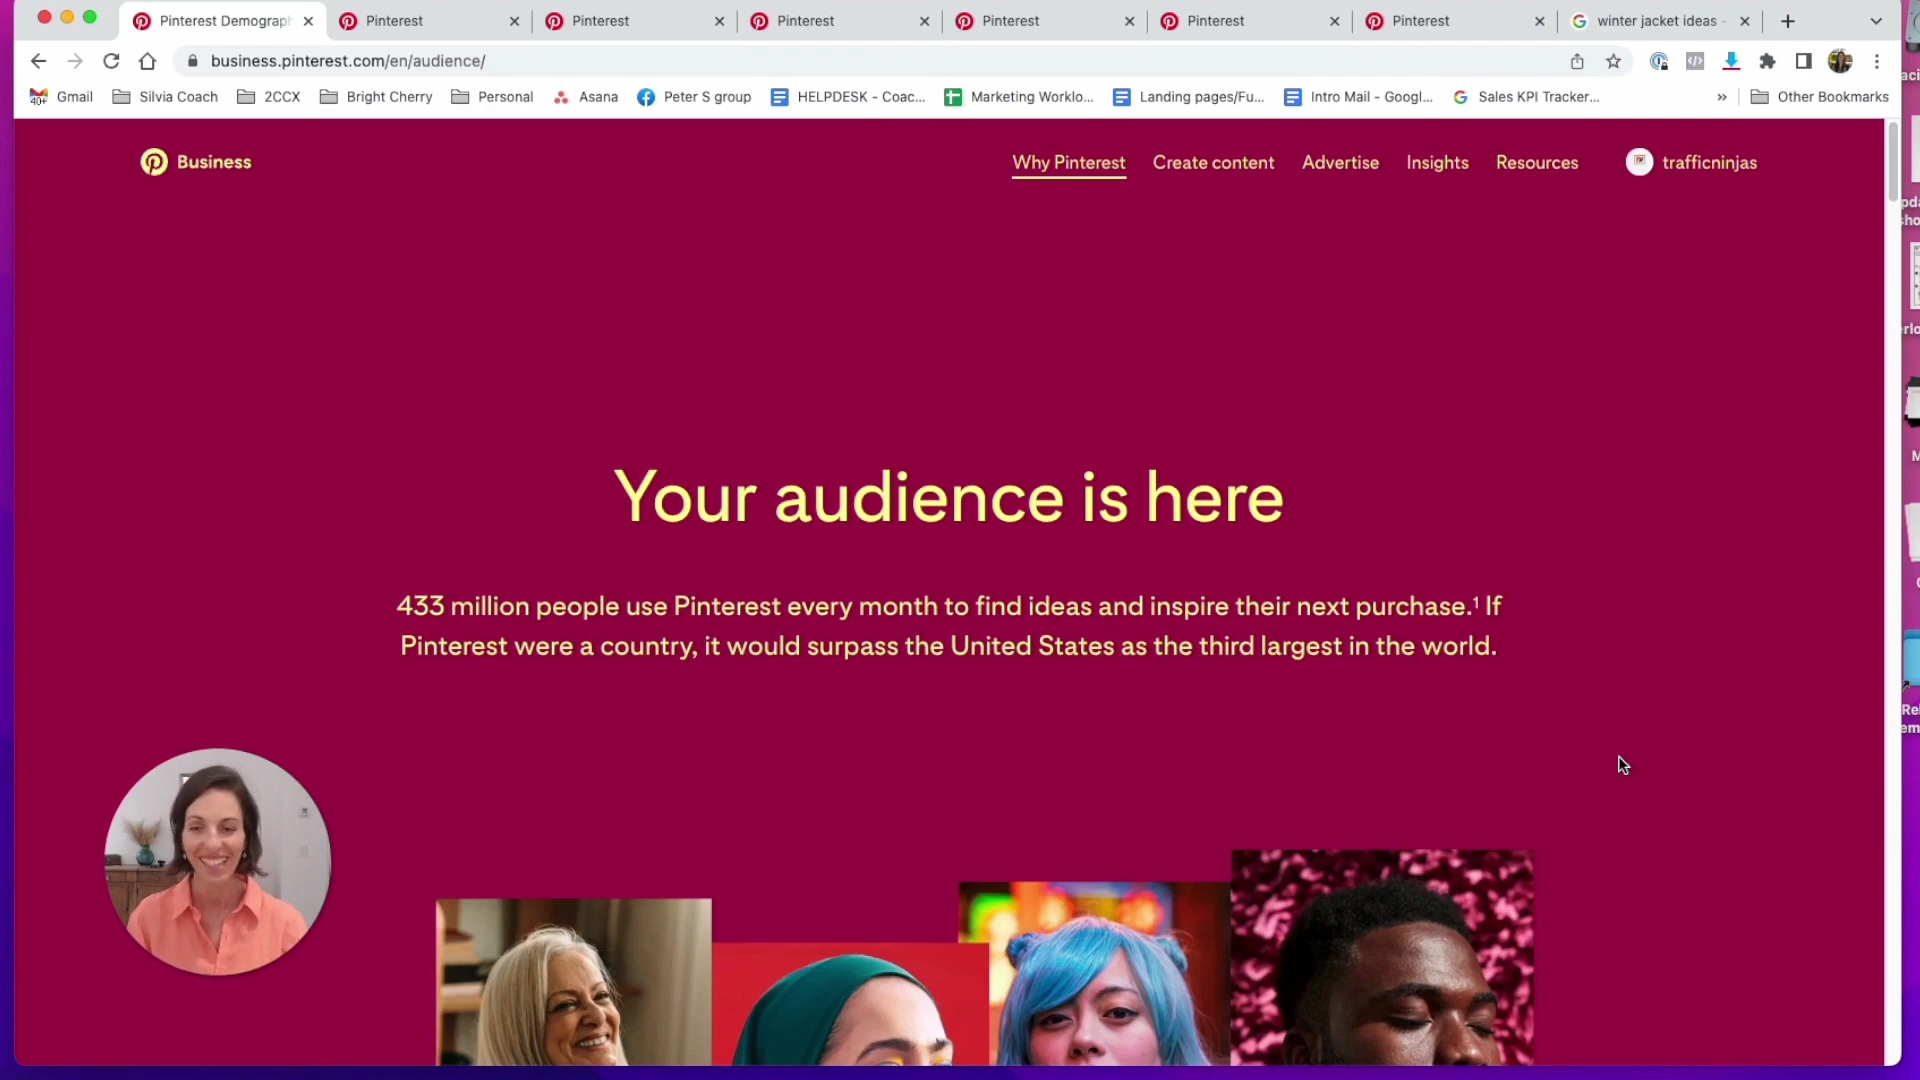 Pinterest Demograph
Pinterest
Pinterest
Pinterest
Pinterest
Pinterest
Pinterest
winter jacket ideas -
business.pinterest.com/en/audience/
40+
Gmail
Silvia Coach
2CCX
Bright Cherry
Personal
Asana
Peter S group
HELPDESK - Coac...
Marketing Worklo...
Landing pages/Fu...
Intro Mail - Googl...
Sales KPI Tracker...
»
Other Bookmarks
Business
Why Pinterest
Create content
Advertise
Insights
Resources
trafficninjas
Your audience is here
433 million people use Pinterest every month to find ideas and inspire their next purchase.¹ If
Pinterest were a country, it would surpass the United States as the third largest in the world.